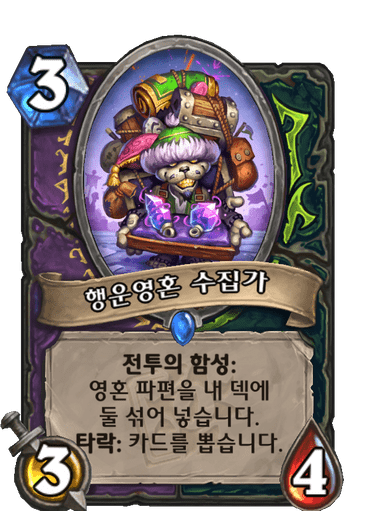 3
행운영혼 수집가
전투의 함성:
영혼 파편을 내 덱에
둘 섞어 넣습니다.
타락: 카드를 뽑습니다.
3
4